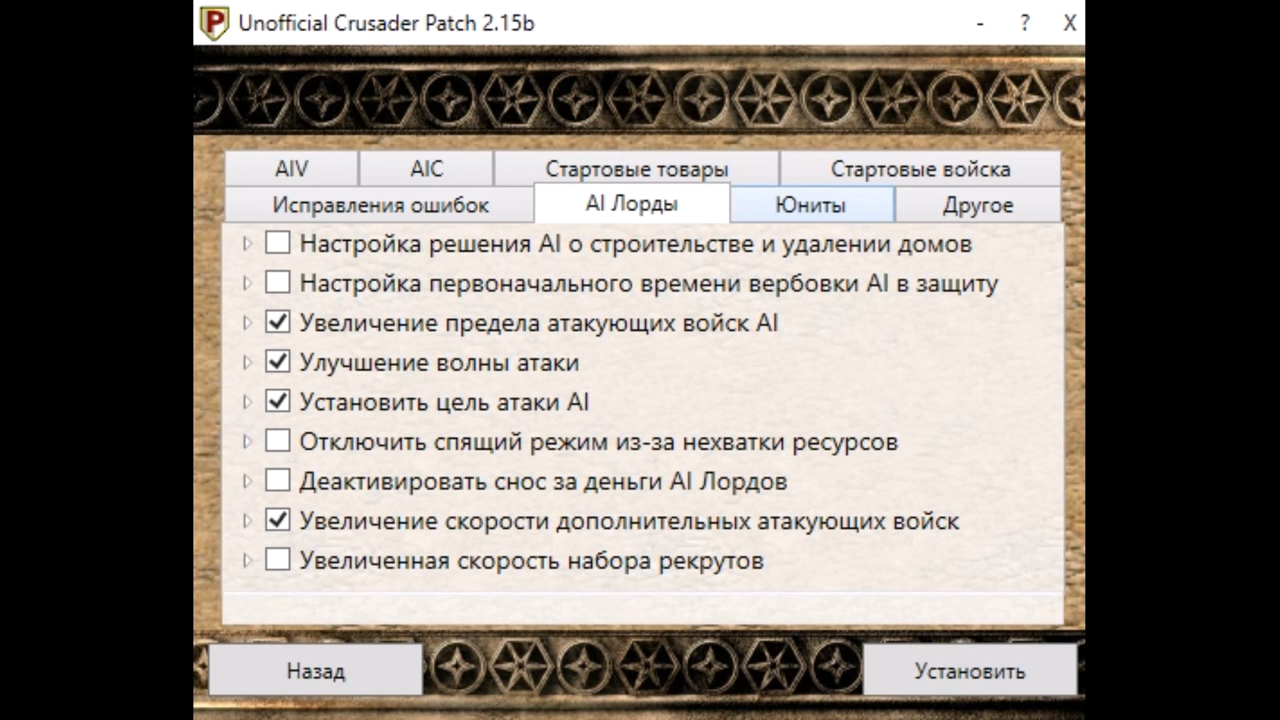 Unofficial Crusader Patch 2.15b - ? X
AIV AIC Стартовые товары Стартовые войска
Исправления ошибок AI Лорды Юниты Другое
Настройка решения AI о строительстве и удалении домов
Настройка первоначального времени вербовки AI в защиту
Увеличение предела атакующих войск AI
Улучшение волны атаки
Установить цель атаки AI
Отключить спящий режим из-за нехватки ресурсов
Деактивировать снос за деньги AI Лордов
Увеличение скорости дополнительных атакующих войск
Увеличенная скорость набора рекрутов
Назад Установить